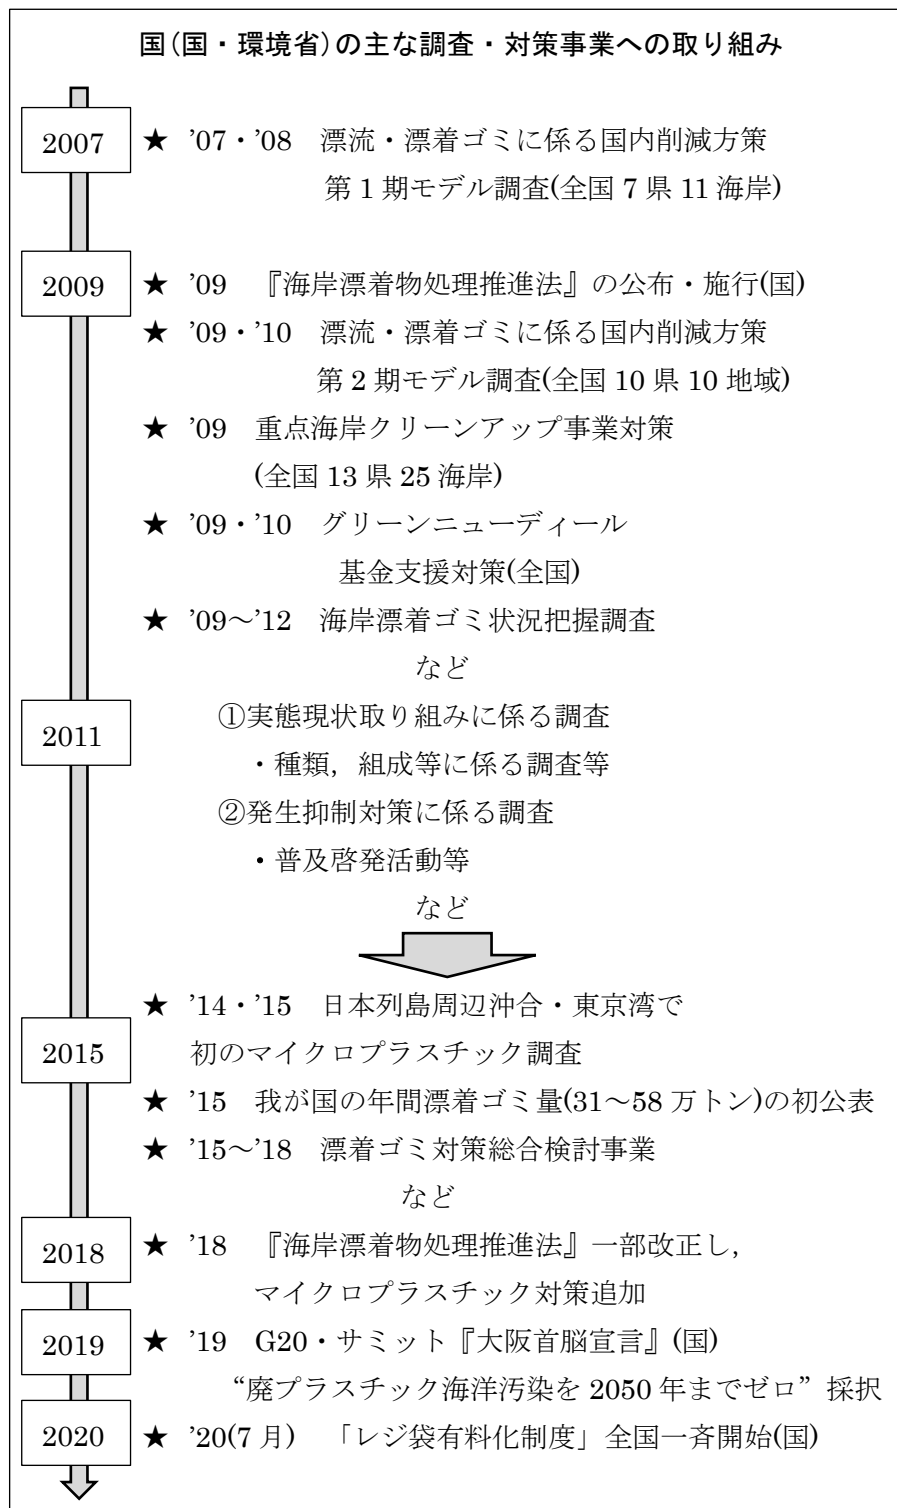 国(国・環境省)の主な調査・対策事業への取り組み
2007
★ ’07・’08 漂流・漂着ゴミに係る国内削減方策
第 1 期モデル調査(全国 7 県 11 海岸)
2009
★ ’09 『海岸漂着物処理推進法』の公布・施行(国)
★ ’09・’10 漂流・漂着ゴミに係る国内削減方策
第 2 期モデル調査(全国 10 県 10 地域)
★ ’09 重点海岸クリーンアップ事業対策
(全国 13 県 25 海岸)
★ ’09・’10 グリーンニューディール
基金支援対策(全国)
★ ’09～’12 海岸漂着ゴミ状況把握調査
など
2011
①実態現状取り組みに係る調査
・種類，組成等に係る調査等
②発生抑制対策に係る調査
・普及啓発活動等
など
★ ’14・’15 日本列島周辺沖合・東京湾で
2015
初のマイクロプラスチック調査
★ ’15 我が国の年間漂着ゴミ量(31～58 万トン)の初公表
★ ’15～’18 漂着ゴミ対策総合検討事業
など
2018
★ ’18 『海岸漂着物処理推進法』一部改正し，
マイクロプラスチック対策追加
2019
★ ’19 G20・サミット『大阪首脳宣言』(国)
“廃プラスチック海洋汚染を 2050 年までゼロ”採択
2020
★ ’20(7 月) 「レジ袋有料化制度」全国一斉開始(国)